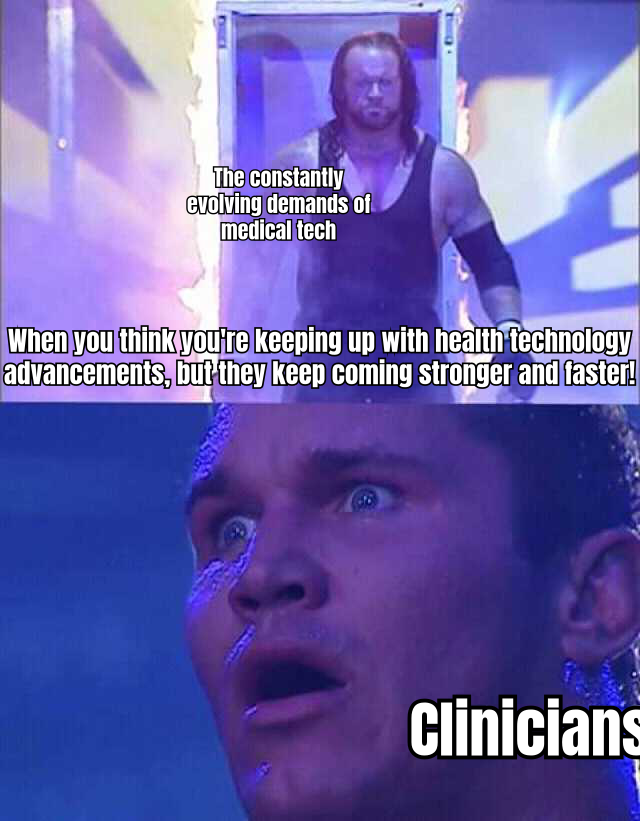 The constantly
evolving demands of
medical tech
When you think you're keeping up with health technology
advancements, but they keep coming stronger and faster!
Clinicians